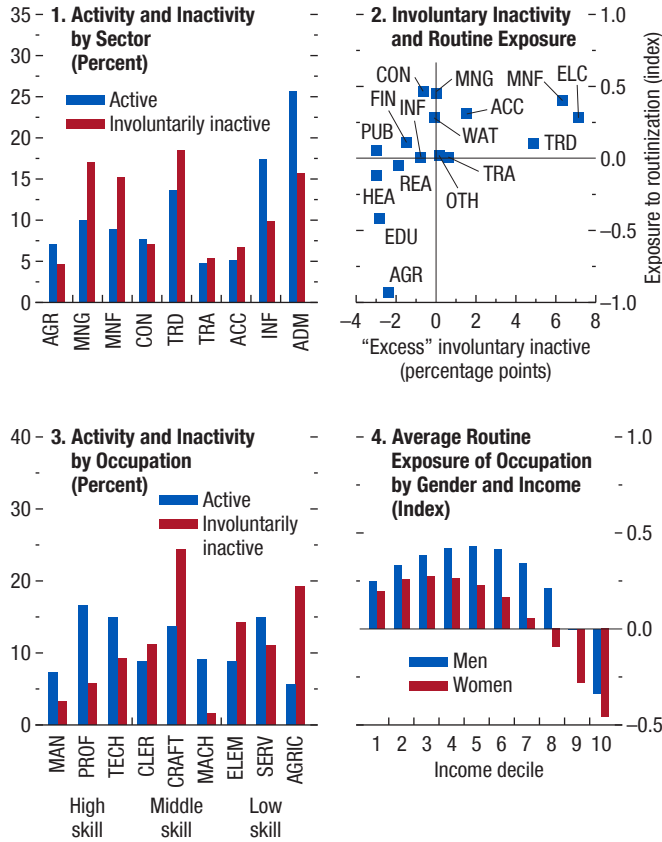 1. Activity and Inactivity
by Sector
(Percent)
35
30
25
20
15
10
5
0
Active
Involuntarily inactive
AGR
MNG
MNF
CON
TRD
TRA
ACC
INF
ADM
2. Involuntary Inactivity
and Routine Exposure
CON
MNG
MNF
ELC
FIN
INF
ACC
PUB
WAT
TRD
HEA
REA
TRA
OTH
EDU
AGR
1.0
0.5
0.0
–0.5
–1.0
Exposure to routinization (index)
–4
–2
0
2
4
6
8
“Excess” involuntary inactive
(percentage points)
3. Activity and Inactivity
by Occupation
(Percent)
40
30
20
10
0
Active
Involuntarily
inactive
MAN
PROF
TECH
CLER
CRAFT
MACH
ELEM
SERV
AGRIC
High
skill
Middle
skill
Low
skill
4. Average Routine
Exposure of Occupation
by Gender and Income
(Index)
1.0
0.5
0.0
–0.5
Men
Women
1 2 3 4 5 6 7 8 9 10
Income decile